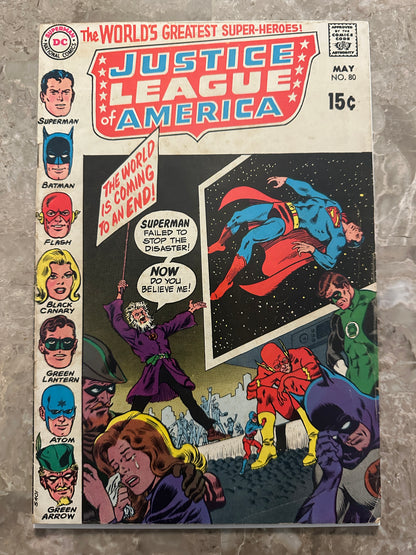 The WORLD'S GREATEST SUPER-HEROES!
SUPERMAN
DC
NATIONAL COMICS
JUSTICE
LEAGUE
of AMERICA
APPROVED
BY THE
COMICS
CODE
AUTHORITY
MAY
NO. 80
15¢
SUPERMAN
BATMAN
FLASH
BLACK
CANARY
GREEN
LANTERN
ATOM
GREEN
ARROW
THE WORLD
IS COMING
TO AN END!
SUPERMAN
FAILED TO
STOP THE
DISASTER!
NOW DO
YOU
BELIEVE ME!